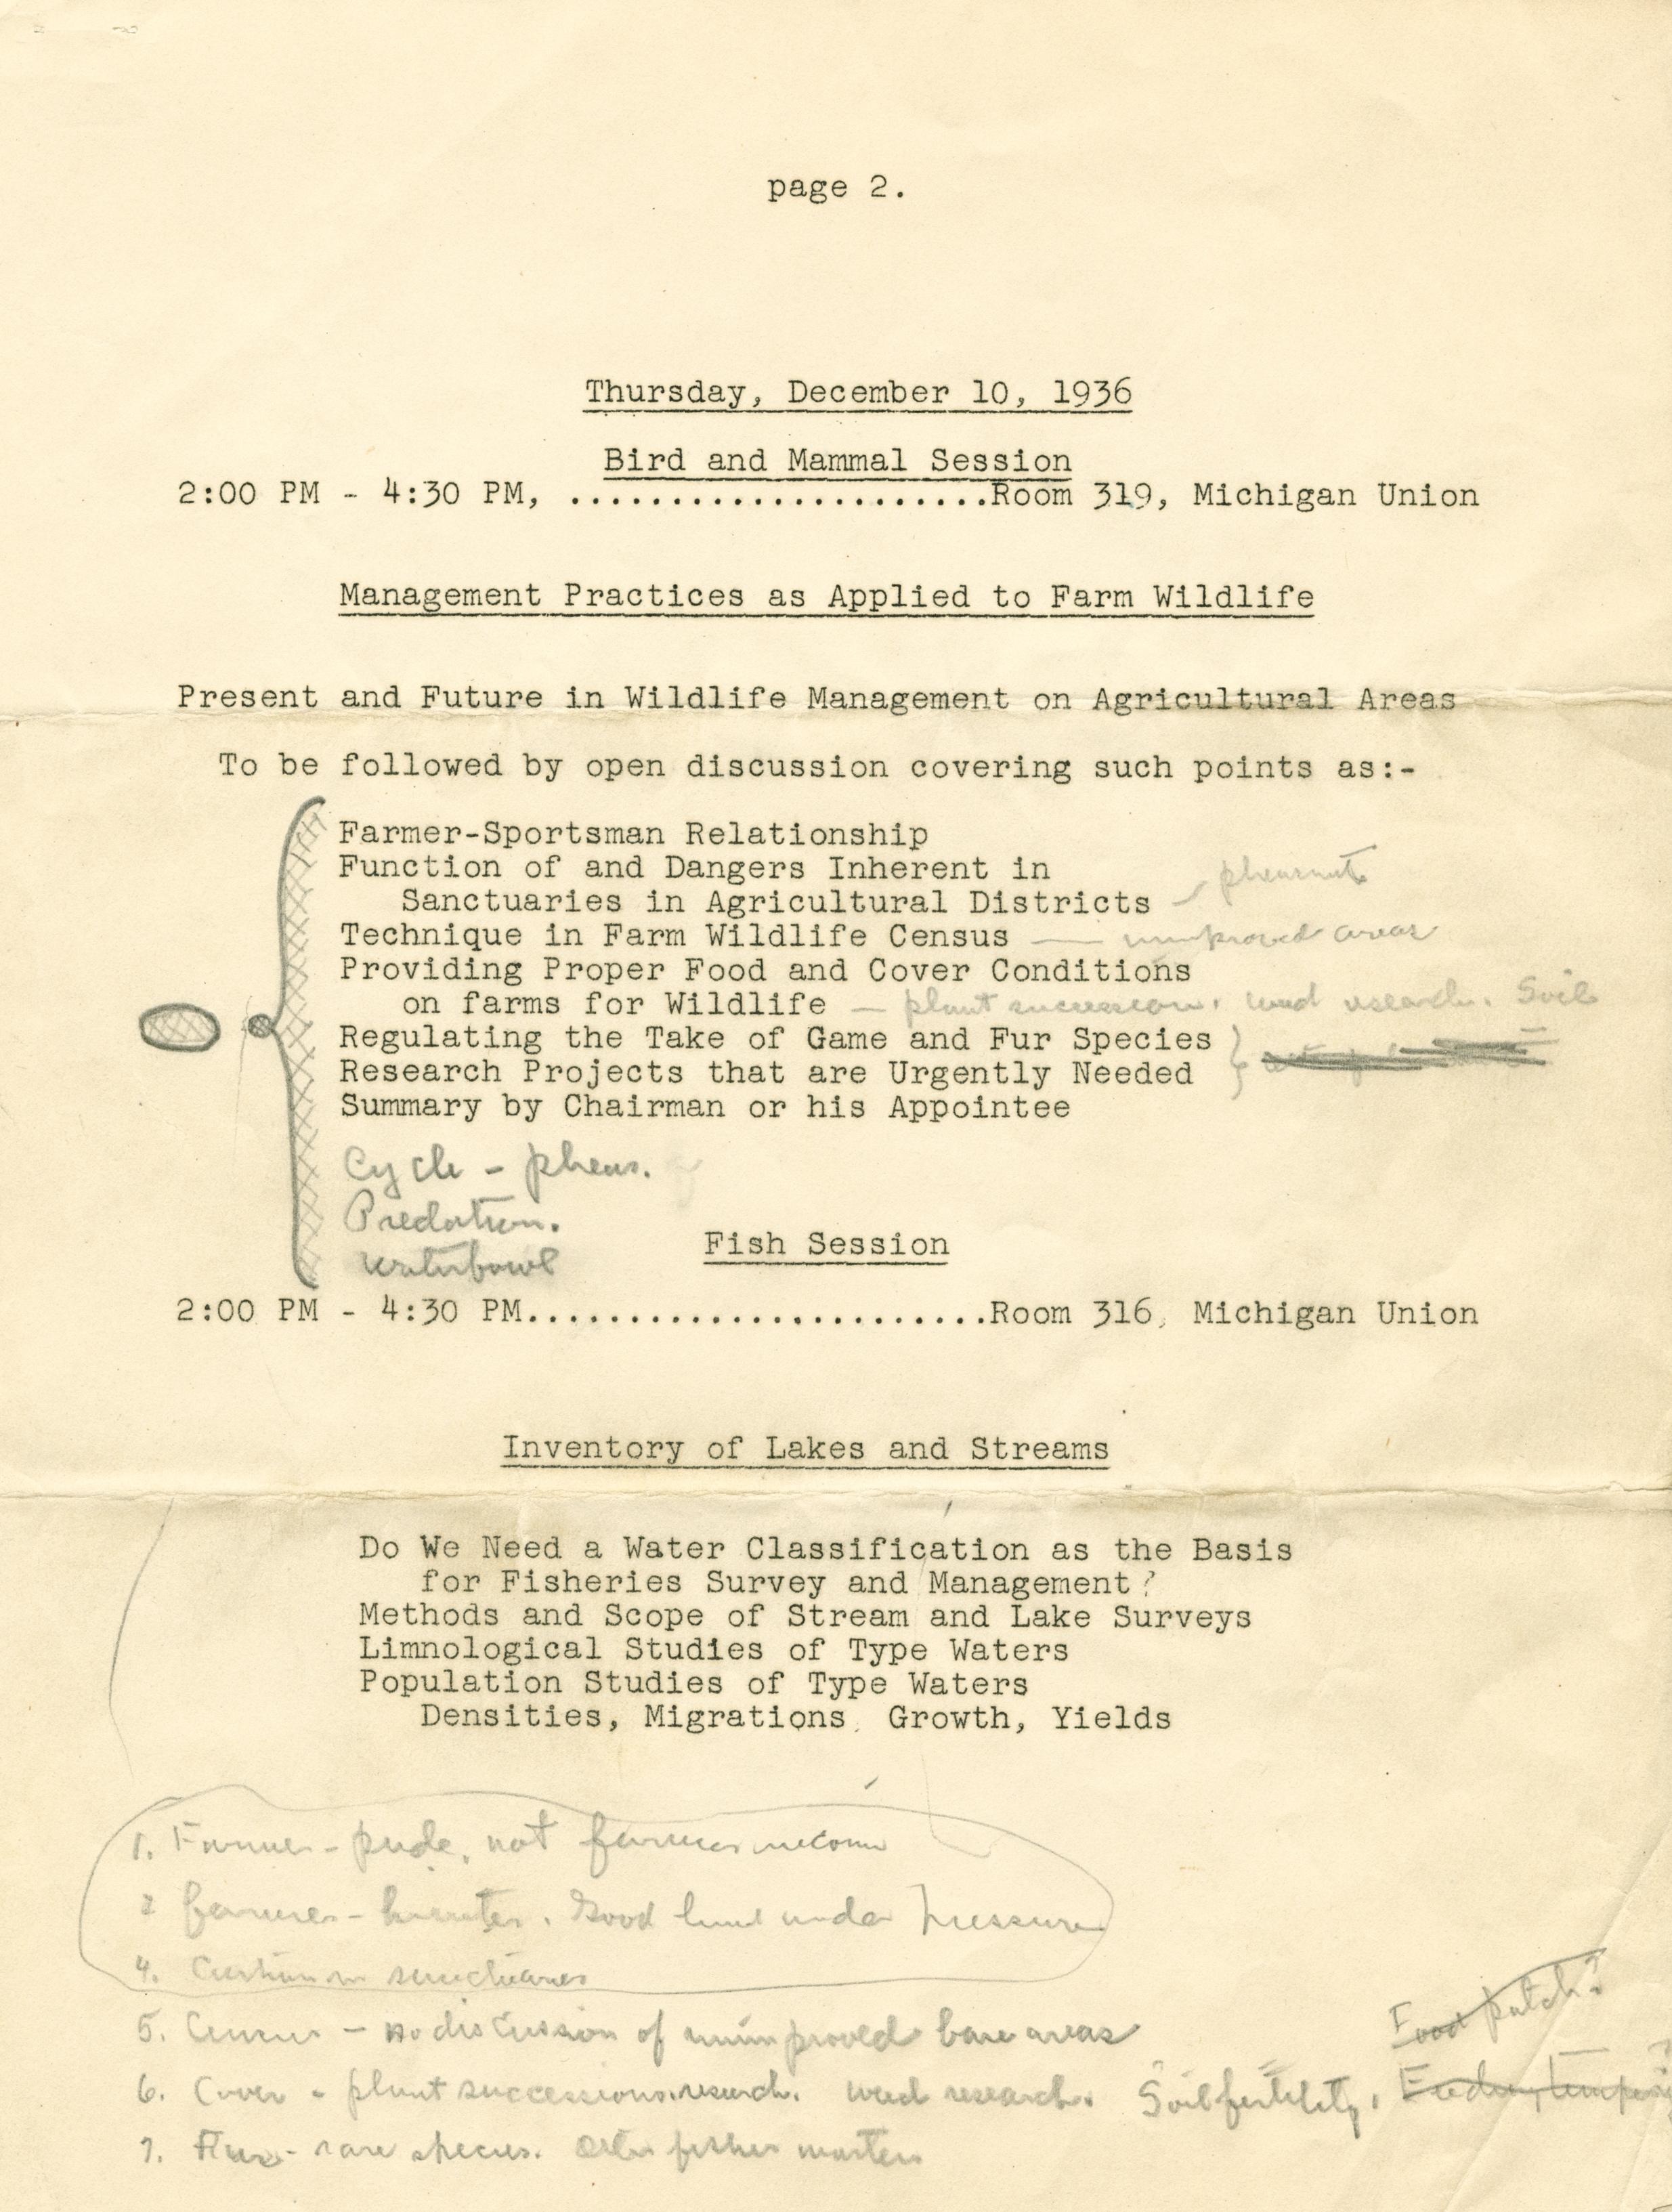 page 2.
Thursday, December 10, 1936
Bird and Mammal Session
2:00 PM - 4:30 PM, .....................Room 319, Michigan Union
Management Practices as Applied to Farm Wildlife
Present and Future in Wildlife Management on Agricultural Areas
To be followed by open discussion covering such points as:-
Farmer-Sportsman Relationship
Function of and Dangers Inherent in
Sanctuaries in Agricultural Districts — pheasants
Technique in Farm Wildlife Census — unimproved areas
Providing Proper Food and Cover Conditions
on farms for Wildlife — plant succession. weed research. Soil
Regulating the Take of Game and Fur Species
Research Projects that are Urgently Needed
Summary by Chairman or his Appointee
Cycle - pheas.
Predation.
waterfowl
Fish Session
2:00 PM - 4:30 PM.......................Room 316, Michigan Union
Inventory of Lakes and Streams
Do We Need a Water Classification as the Basis
for Fisheries Survey and Management?
Methods and Scope of Stream and Lake Surveys
Limnological Studies of Type Waters
Population Studies of Type Waters
Densities, Migrations, Growth, Yields
1. Farmer - pride, not farmer income
2 farmer - hunter. Good hunt under pressure
4. sanctuaries
5. Census - no discussion of unimproved base areas
Food patch?
6. Cover - plant successions research. weed research. Soil fertility.
7. Fur - rare species. Otter fisher marten